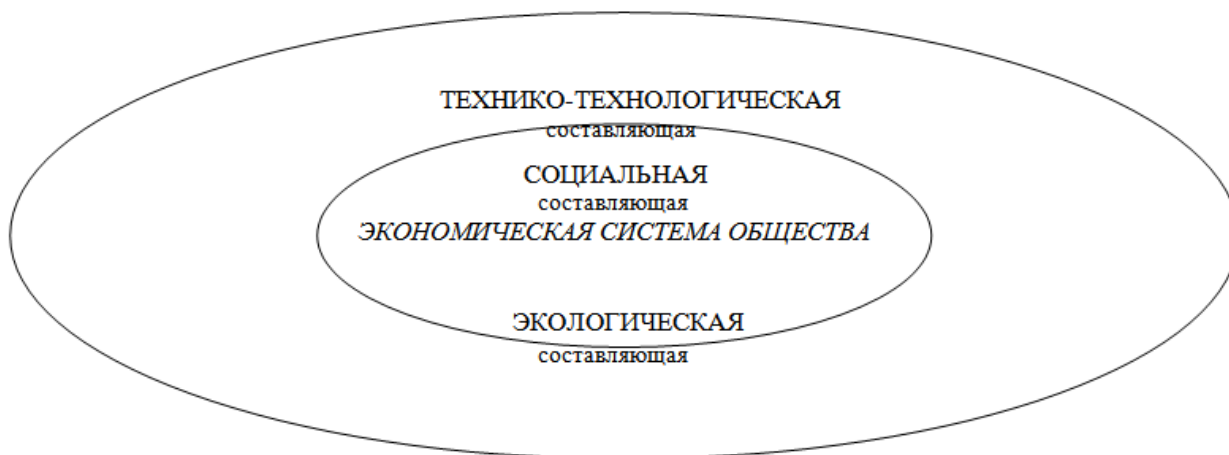 ТЕХНИКО-ТЕХНОЛОГИЧЕСКАЯ
составляющая
СОЦИАЛЬНАЯ
составляющая
ЭКОНОМИЧЕСКАЯ СИСТЕМА ОБЩЕСТВА
ЭКОЛОГИЧЕСКАЯ
составляющая